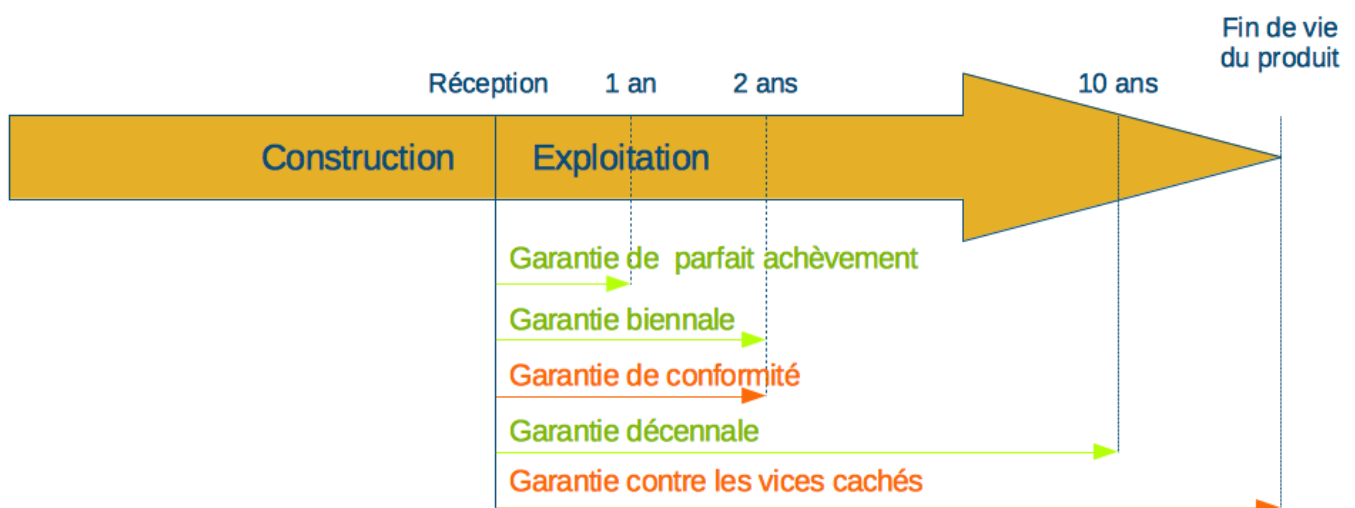 Fin de vie
du produit
Réception 1 an 2 ans 10 ans
Construction Exploitation
Garantie de parfait achèvement
Garantie biennale
Garantie de conformité
Garantie décennale
Garantie contre les vices cachés